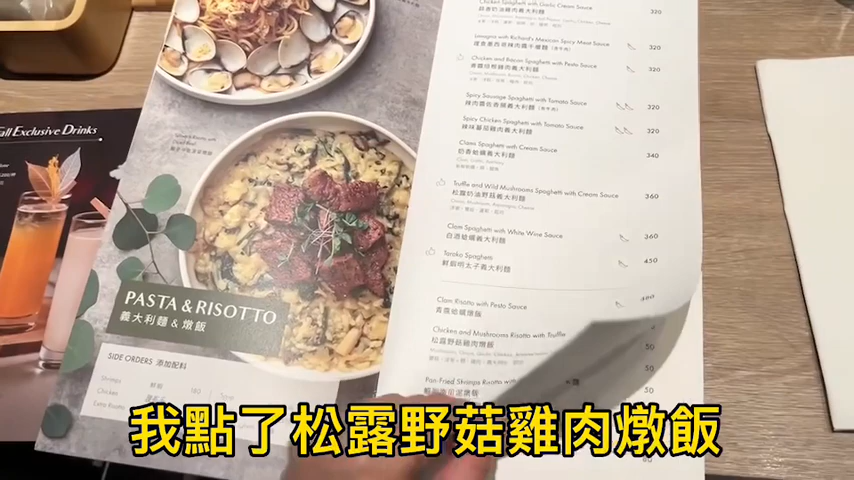 all Exclusive Drinks
PASTA & RISOTTO
義大利麵 & 燉飯
SIDE ORDERS 添加配料
Shrimps 鮮蝦 180
Chicken
Extra Risotto
Spaghetti with Garlic Cream Sauce
320
Lasagna with Richard's Mexican Spicy Meat Sauce
320
Chicken and Bacon Spaghetti with Pesto Sauce
320
Spicy Sausage Spaghetti with Tomato Sauce
320
Spicy Chicken Spaghetti with Tomato Sauce
辣味蕃茄雞肉義大利麵
320
Clams Spaghetti with Cream Sauce
奶香蛤蠣義大利麵
340
Truffle and Wild Mushrooms Spaghetti with Cream Sauce
松露奶油野菇義大利麵
360
Clam Spaghetti with White Wine Sauce
白酒蛤蠣義大利麵
360
Tarako Spaghetti
鮮蝦明太子義大利麵
450
Clam Risotto with Pesto Sauce
青醬蛤蠣燉飯
Chicken and Mushrooms Risotto with Truffle
松露野菇雞肉燉飯
Pan-Fried Shrimps Risotto
我點了松露野菇雞肉燉飯